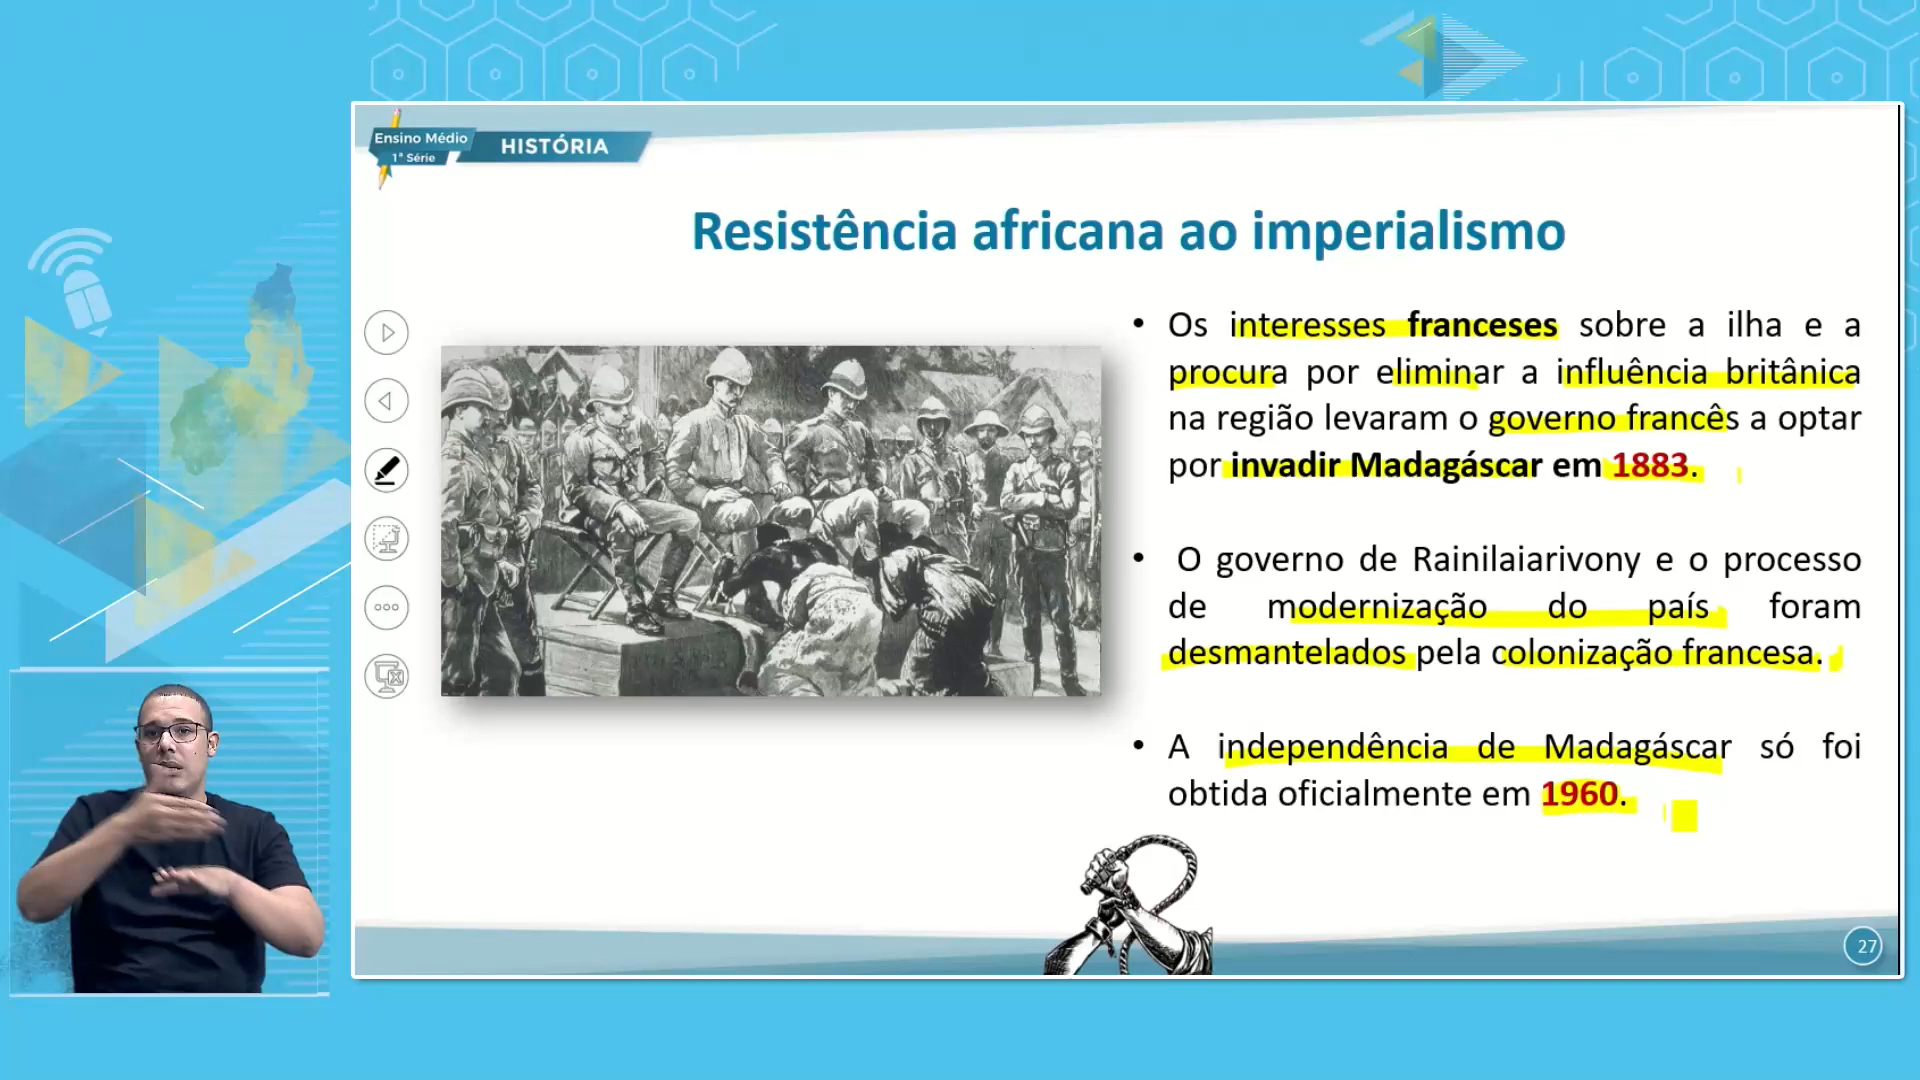 Ensino Médio
1ª Série
HISTÓRIA
Resistência africana ao imperialismo
• Os interesses franceses sobre a ilha e a
procura por eliminar a influência britânica
na região levaram o governo francês a optar
por invadir Madagáscar em 1883.
• O governo de Rainilaiarivony e o processo
de modernização do país foram
desmantelados pela colonização francesa.
• A independência de Madagáscar só foi
obtida oficialmente em 1960.
27